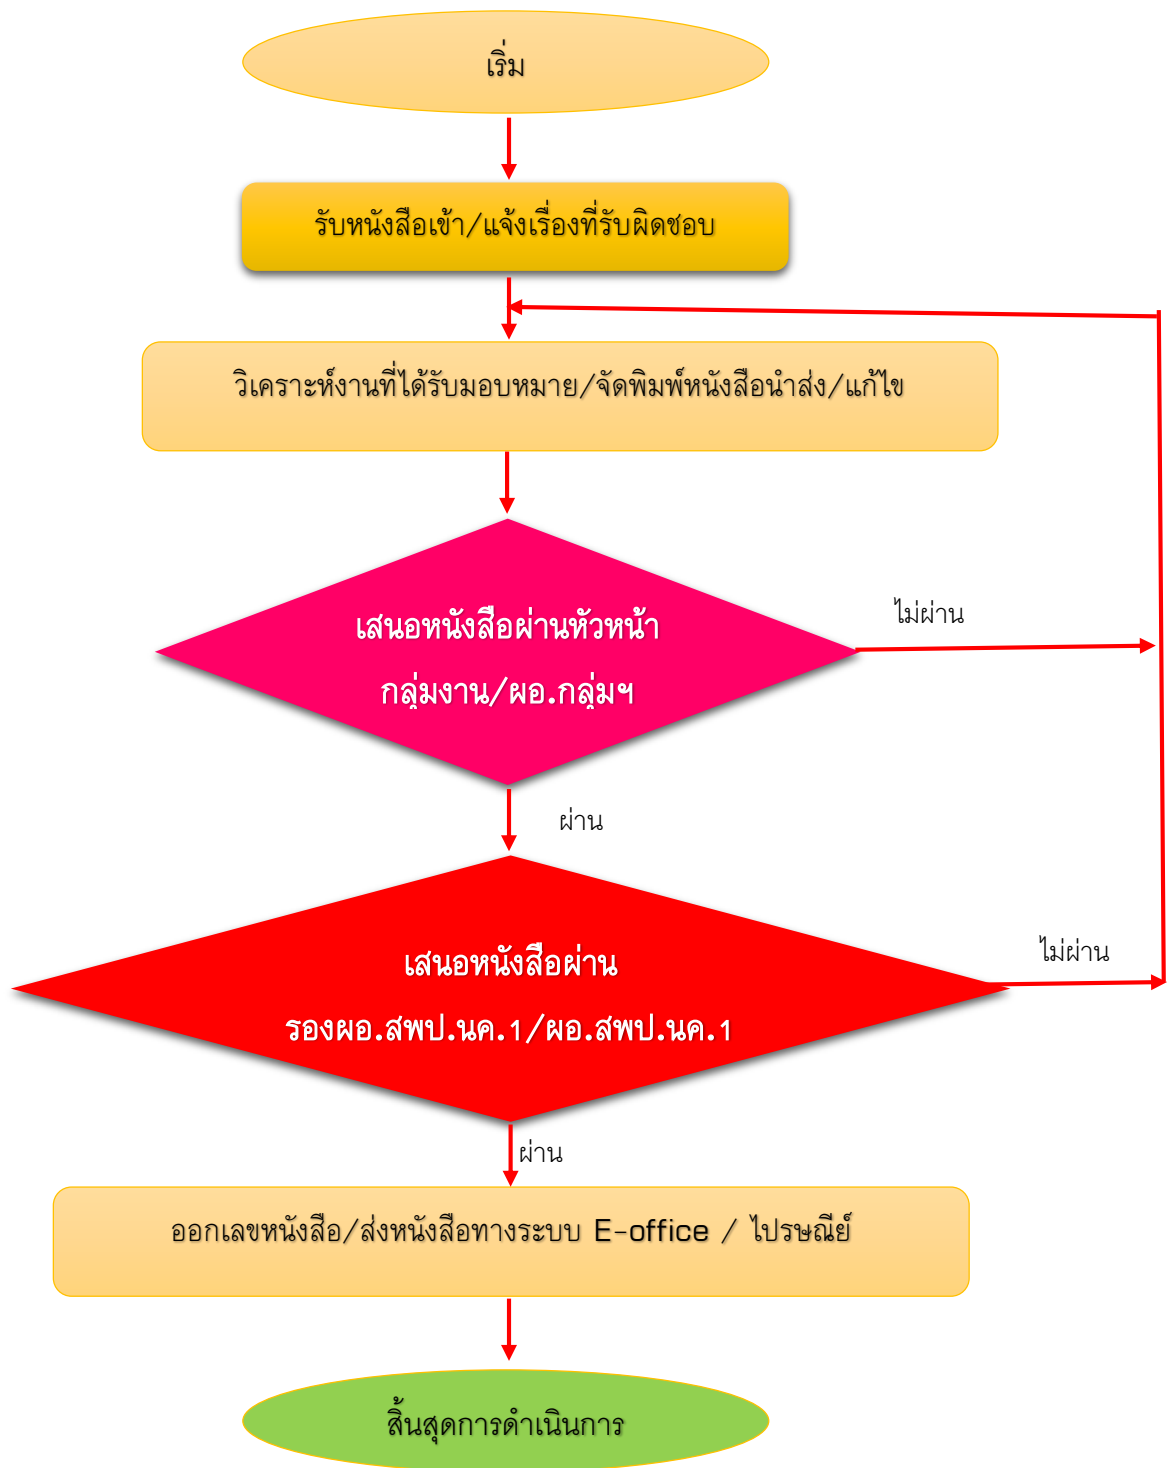 เริ่ม
รับหนังสือเข้า/แจ้งเรื่องที่รับผิดชอบ
วิเคราะห์งานที่ได้รับมอบหมาย/จัดพิมพ์หนังสือนำส่ง/แก้ไข
เสนอหนังสือผ่านหัวหน้า
กลุ่มงาน/ผอ.กลุ่มฯ
ไม่ผ่าน
ผ่าน
เสนอหนังสือผ่าน
รองผอ.สพป.นค.1/ผอ.สพป.นค.1
ไม่ผ่าน
ผ่าน
ออกเลขหนังสือ/ส่งหนังสือทางระบบ E-office / ไปรษณีย์
สิ้นสุดการดำเนินการ